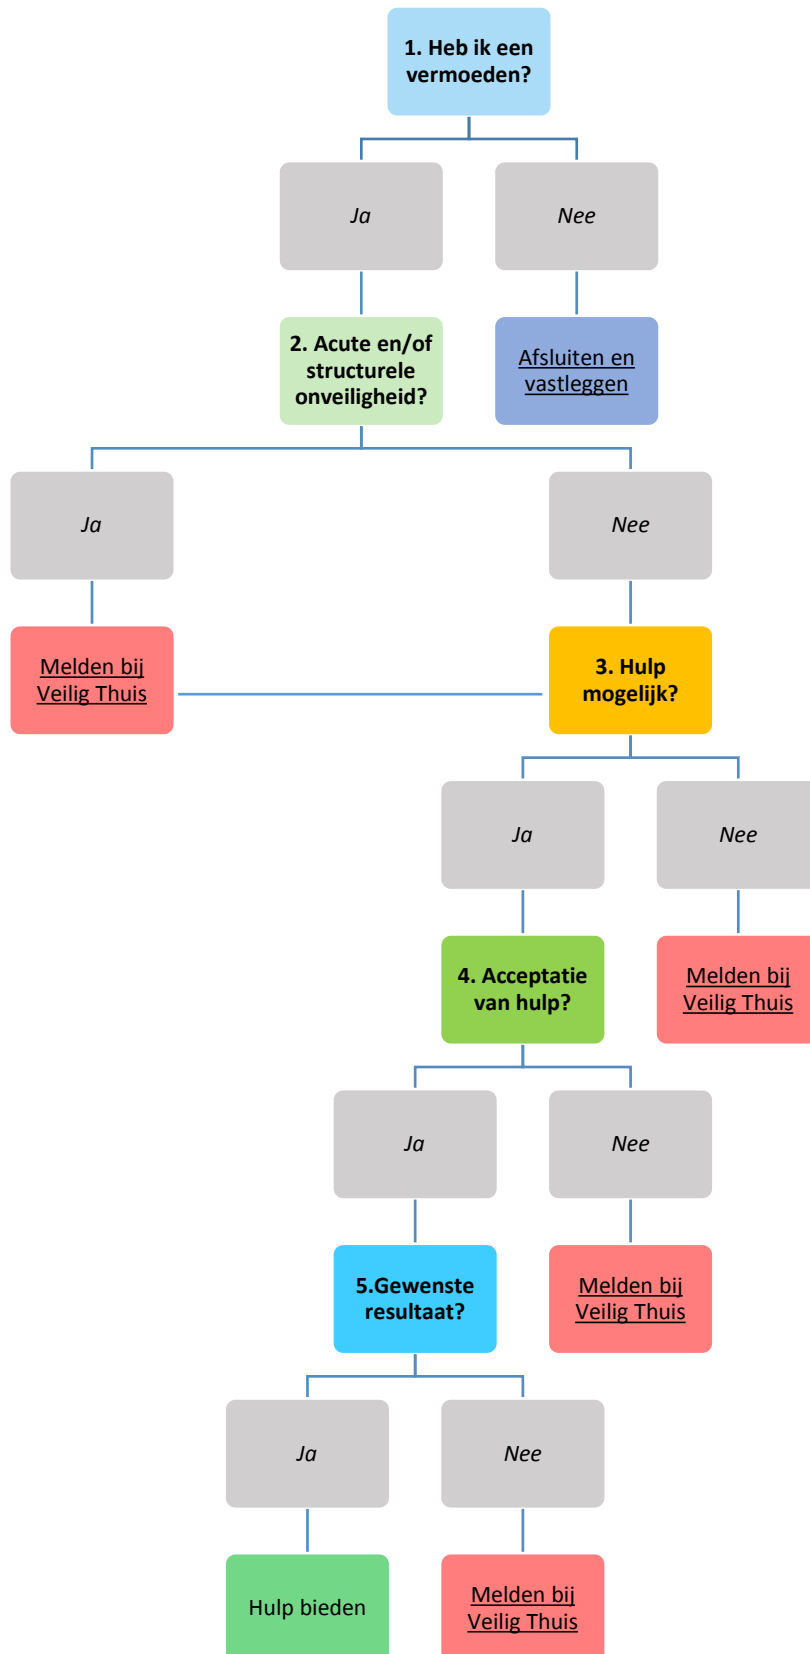 1. Heb ik een
vermoeden?
Ja
Nee
2. Acute en/of
structurele
onveiligheid?
Afsluiten en
vastleggen
Ja
Nee
Melden bij
Veilig Thuis
3. Hulp
mogelijk?
Ja
Nee
4. Acceptatie
van hulp?
Melden bij
Veilig Thuis
Ja
Nee
5.Gewenste
resultaat?
Melden bij
Veilig Thuis
Ja
Nee
Hulp bieden
Melden bij
Veilig Thuis